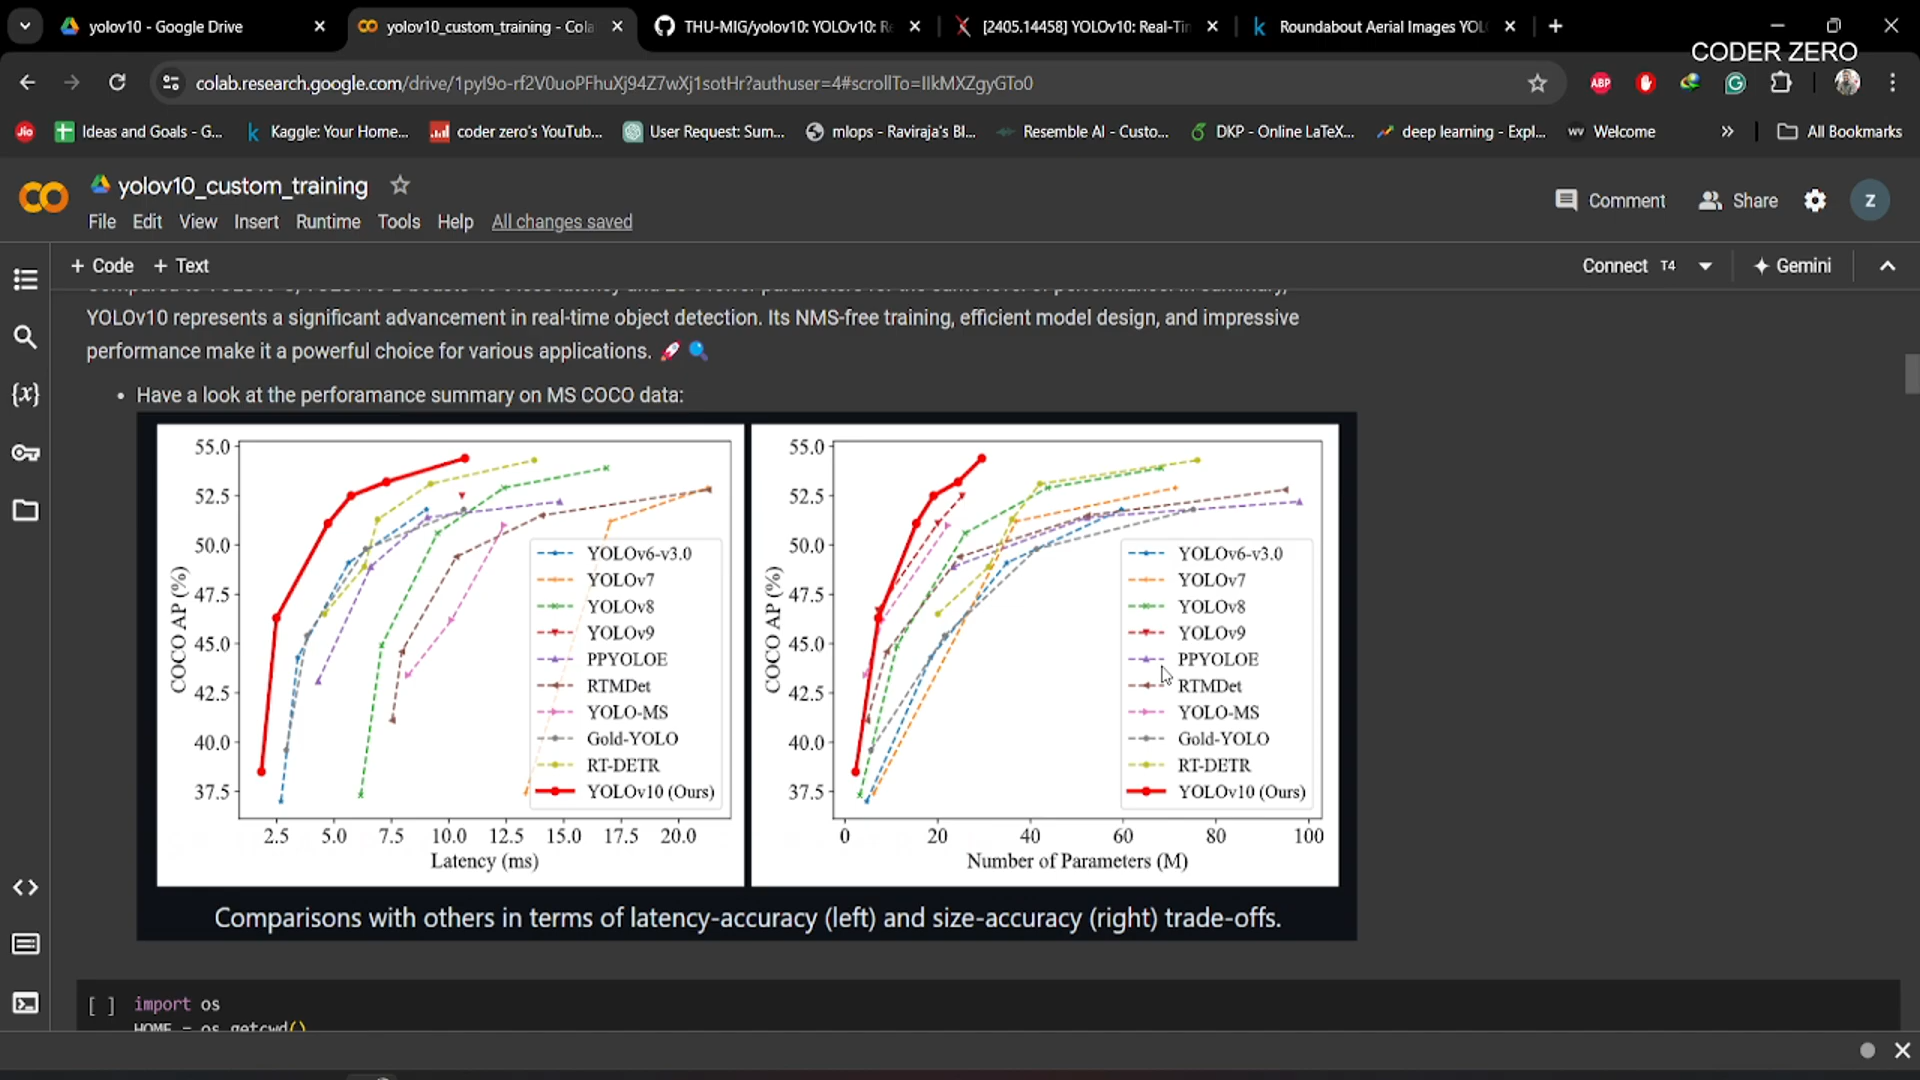 yolov10 - Google Drive
yolov10_custom_training - Cola
THU-MIG/yolov10: YOLOv10: Re
[2405.14458] YOLOv10: Real-Tin
Roundabout Aerial Images YOL
CODER ZERO
colab.research.google.com/drive/1pyI9o-rf2V0uoPFhuXj94Z7wXj1sotHr?authuser=4#scrollTo=IIkMXZgyGTo0
ABP
Jio
Ideas and Goals - G...
Kaggle: Your Home...
coder zero's YouTub...
User Request: Sum...
mlops - Raviraja's Bl...
Resemble AI - Custo...
DKP - Online LaTeX...
deep learning - Expl...
Welcome
All Bookmarks
yolov10_custom_training
Comment
Share
Z
File Edit View Insert Runtime Tools Help All changes saved
+ Code + Text
Connect T4
Gemini
YOLOv10 represents a significant advancement in real-time object detection. Its NMS-free training, efficient model design, and impressive
performance make it a powerful choice for various applications. 🚀 🔍
• Have a look at the perforamance summary on MS COCO data:
55.0
52.5
50.0
47.5
45.0
42.5
40.0
37.5
COCO AP (%)
YOLOv6-v3.0
YOLOv7
YOLOv8
YOLOv9
PPYOLOE
RTMDet
YOLO-MS
Gold-YOLO
RT-DETR
YOLOv10 (Ours)
2.5 5.0 7.5 10.0 12.5 15.0 17.5 20.0
Latency (ms)
55.0
52.5
50.0
47.5
45.0
42.5
40.0
37.5
COCO AP (%)
YOLOv6-v3.0
YOLOv7
YOLOv8
YOLOv9
PPYOLOE
RTMDet
YOLO-MS
Gold-YOLO
RT-DETR
YOLOv10 (Ours)
0 20 40 60 80 100
Number of Parameters (M)
Comparisons with others in terms of latency-accuracy (left) and size-accuracy (right) trade-offs.
[ ] import os
HOME = os.getcwd()